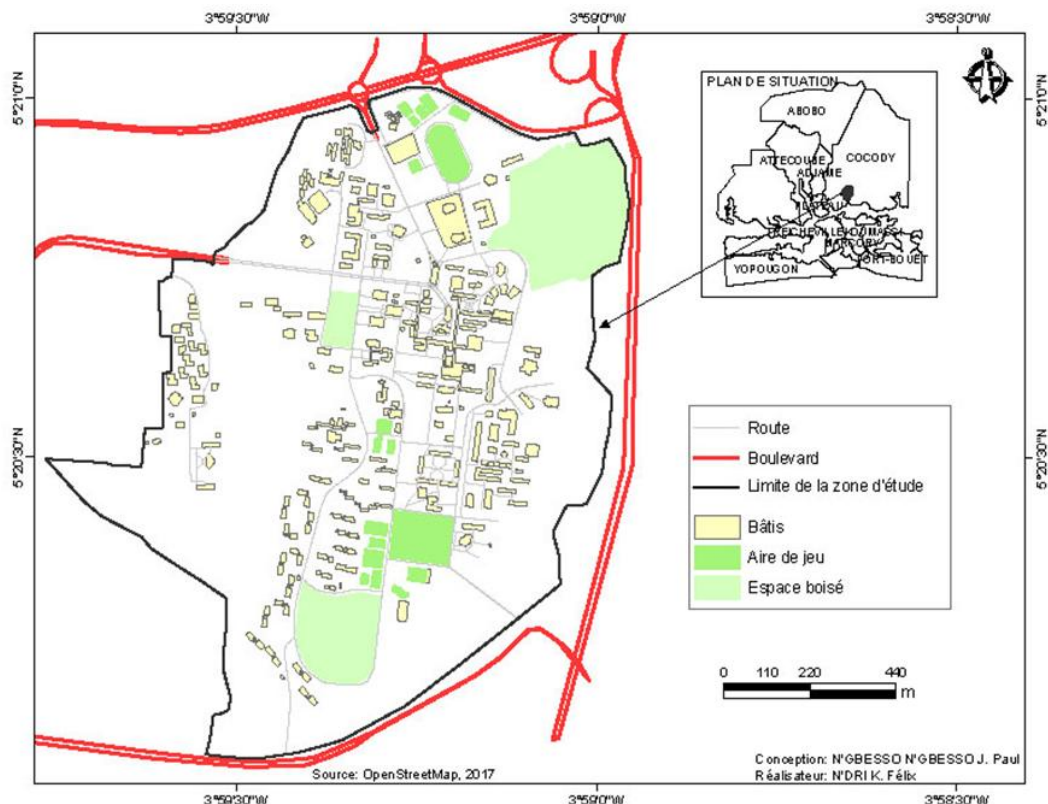 3°59'30"W
3°59'0"W
3°58'30"W
5°21'0"N
5°21'0"N
PLAN DE SITUATION
ABOBO
ATTECOUBE
COCODY
ADJAME
PLATEAU
MARCORY
PORT-BOUET
YOPOUGON
Route
Boulevard
Limite de la zone d'étude
Bâtis
Aire de jeu
Espace boisé
5°20'30"N
5°20'30"N
0 110 220 440
m
Source: OpenStreetMap, 2017
Conception: N'GBESSO N'GBESSO J. Paul
Réalisateur: N'DRI K. Félix
3°59'30"W
3°59'0"W
3°58'30"W